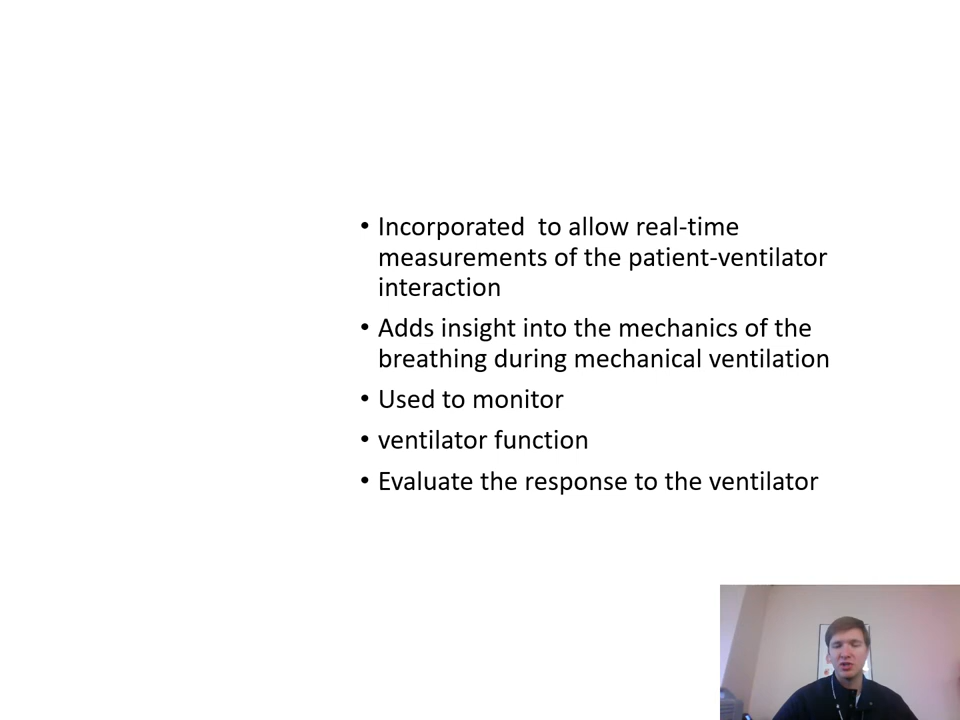 • Incorporated  to allow real-time
measurements of the patient-ventilator
interaction
• Adds insight into the mechanics of the
breathing during mechanical ventilation
• Used to monitor
• ventilator function
• Evaluate the response to the ventilator